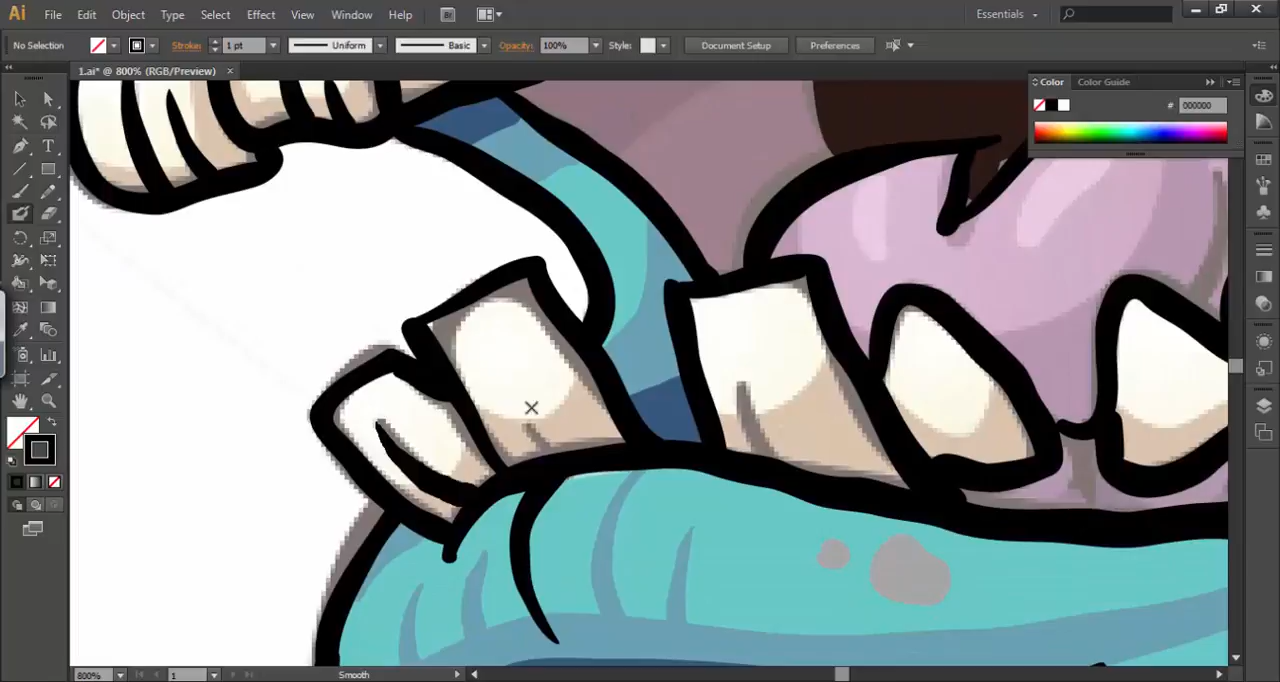 Ai File Edit Object Type Select Effect View Window Help Br Essentials
No Selection Stroke: 1 pt Uniform Basic Opacity: 100% Style: Document Setup Preferences
1.ai* @ 800% (RGB/Preview) ×
Color Color Guide
# 000000
800% 1 Smooth